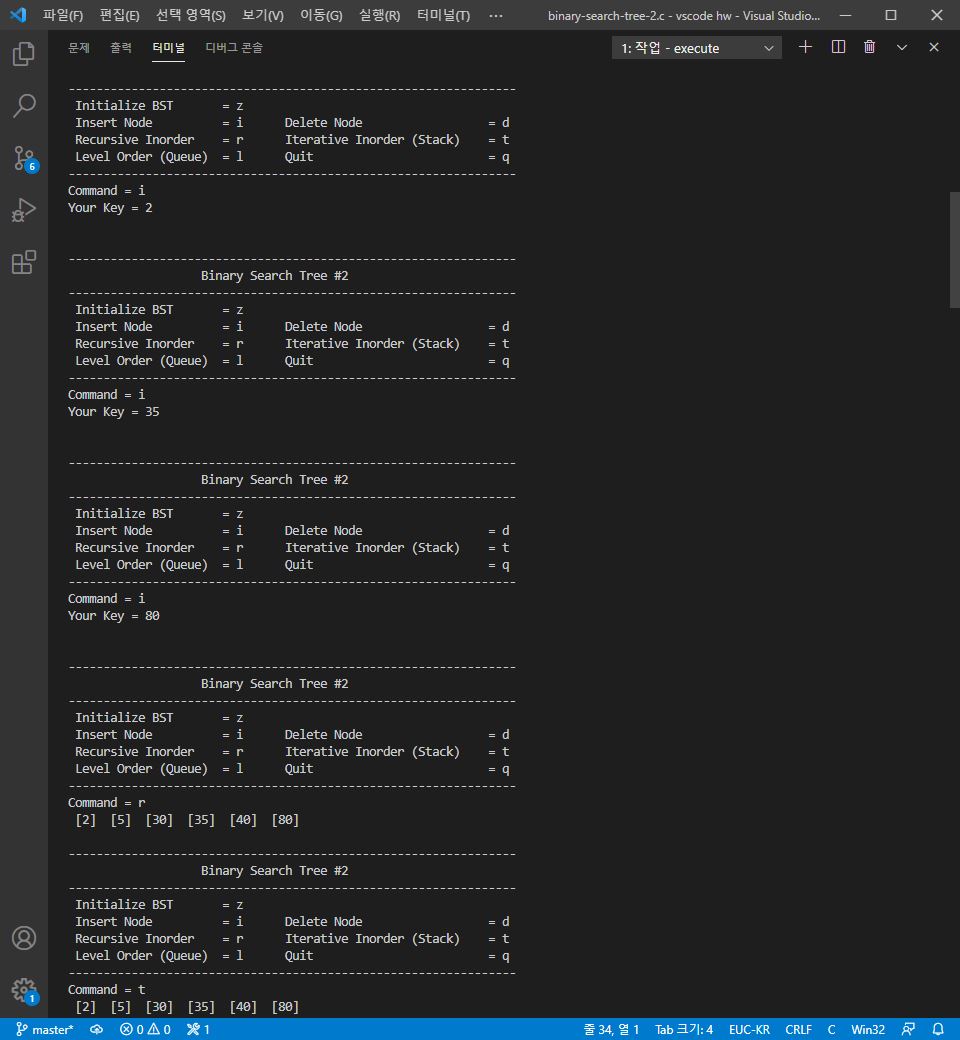 파일(F) 편집(E) 선택 영역(S) 보기(V) 이동(G) 실행(R) 터미널(T) ··· binary-search-tree-2.c - vscode hw - Visual Studio...
문제 출력 터미널 디버그 콘솔 1: 작업 - execute
----------------------------------------------------------------
Initialize BST = z
Insert Node = i Delete Node = d
Recursive Inorder = r Iterative Inorder (Stack) = t
Level Order (Queue) = l Quit = q
----------------------------------------------------------------
Command = i
Your Key = 2
----------------------------------------------------------------
Binary Search Tree #2
----------------------------------------------------------------
Initialize BST = z
Insert Node = i Delete Node = d
Recursive Inorder = r Iterative Inorder (Stack) = t
Level Order (Queue) = l Quit = q
----------------------------------------------------------------
Command = i
Your Key = 35
----------------------------------------------------------------
Binary Search Tree #2
----------------------------------------------------------------
Initialize BST = z
Insert Node = i Delete Node = d
Recursive Inorder = r Iterative Inorder (Stack) = t
Level Order (Queue) = l Quit = q
----------------------------------------------------------------
Command = i
Your Key = 80
----------------------------------------------------------------
Binary Search Tree #2
----------------------------------------------------------------
Initialize BST = z
Insert Node = i Delete Node = d
Recursive Inorder = r Iterative Inorder (Stack) = t
Level Order (Queue) = l Quit = q
----------------------------------------------------------------
Command = r
[2] [5] [30] [35] [40] [80]
----------------------------------------------------------------
Binary Search Tree #2
----------------------------------------------------------------
Initialize BST = z
Insert Node = i Delete Node = d
Recursive Inorder = r Iterative Inorder (Stack) = t
Level Order (Queue) = l Quit = q
----------------------------------------------------------------
Command = t
[2] [5] [30] [35] [40] [80]
6
1
master* 0 0 1 줄 34, 열 1 Tab 크기: 4 EUC-KR CRLF C Win32